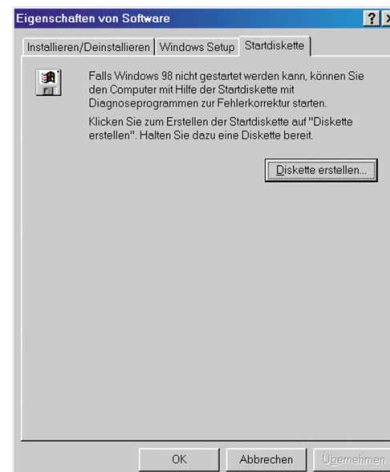 Eigenschaften von Software
Installieren/Deinstallieren Windows Setup Startdiskette
Falls Windows 98 nicht gestartet werden kann, können Sie
den Computer mit Hilfe der Startdiskette mit
Diagnoseprogrammen zur Fehlerkorrektur starten.
Klicken Sie zum Erstellen der Startdiskette auf "Diskette
erstellen". Halten Sie dazu eine Diskette bereit.
Diskette erstellen...
OK Abbrechen Übernehmen